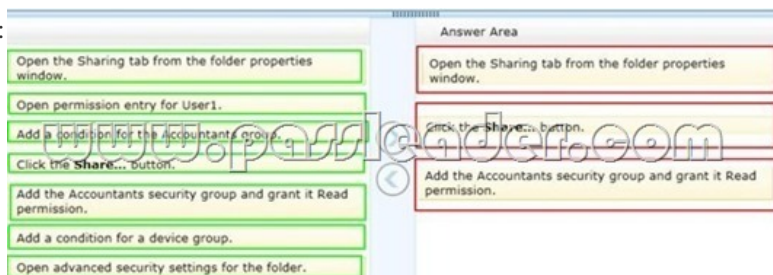 :
Answer Area
Open the Sharing tab from the folder properties
window.
Open permission entry for User1.
Add a condition for the Accountants group.
Click the Share... button.
Add the Accountants security group and grant it Read
permission.
Add a condition for a device group.
Open advanced security settings for the folder.
Open the Sharing tab from the folder properties
window.
Click the Share... button.
Add the Accountants security group and grant it Read
permission.
www.passleader.com